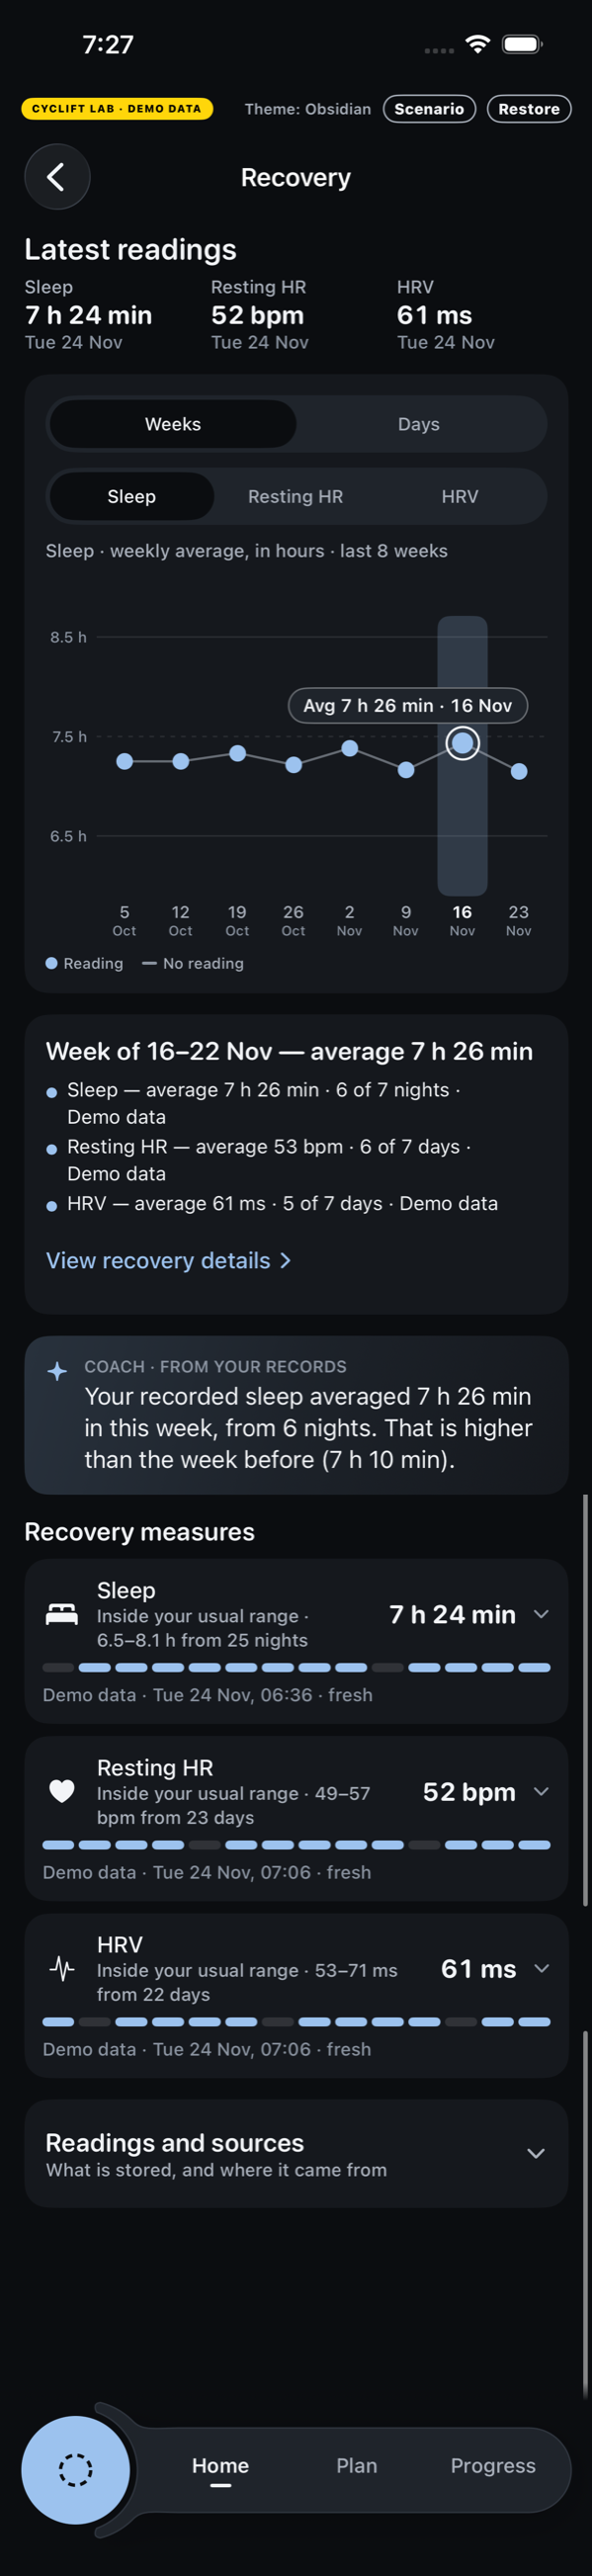 7:27
CYCLIFT LAB · DEMO DATA
Theme: Obsidian
Scenario
Restore
Recovery
Latest readings
Sleep
7 h 24 min
Tue 24 Nov
Resting HR
52 bpm
Tue 24 Nov
HRV
61 ms
Tue 24 Nov
Weeks
Days
Sleep
Resting HR
HRV
Sleep · weekly average, in hours · last 8 weeks
8.5 h
Avg 7 h 26 min · 16 Nov
7.5 h
6.5 h
5 Oct
12 Oct
19 Oct
26 Oct
2 Nov
9 Nov
16 Nov
23 Nov
Reading
No reading
Week of 16–22 Nov — average 7 h 26 min
Sleep — average 7 h 26 min · 6 of 7 nights ·
Demo data
Resting HR — average 53 bpm · 6 of 7 days ·
Demo data
HRV — average 61 ms · 5 of 7 days · Demo data
View recovery details
COACH · FROM YOUR RECORDS
Your recorded sleep averaged 7 h 26 min
in this week, from 6 nights. That is higher
than the week before (7 h 10 min).
Recovery measures
Sleep
Inside your usual range ·
6.5–8.1 h from 25 nights
7 h 24 min
Demo data · Tue 24 Nov, 06:36 · fresh
Resting HR
Inside your usual range · 49–57
bpm from 23 days
52 bpm
Demo data · Tue 24 Nov, 07:06 · fresh
HRV
Inside your usual range · 53–71 ms
from 22 days
61 ms
Demo data · Tue 24 Nov, 07:06 · fresh
Readings and sources
What is stored, and where it came from
Home
Plan
Progress